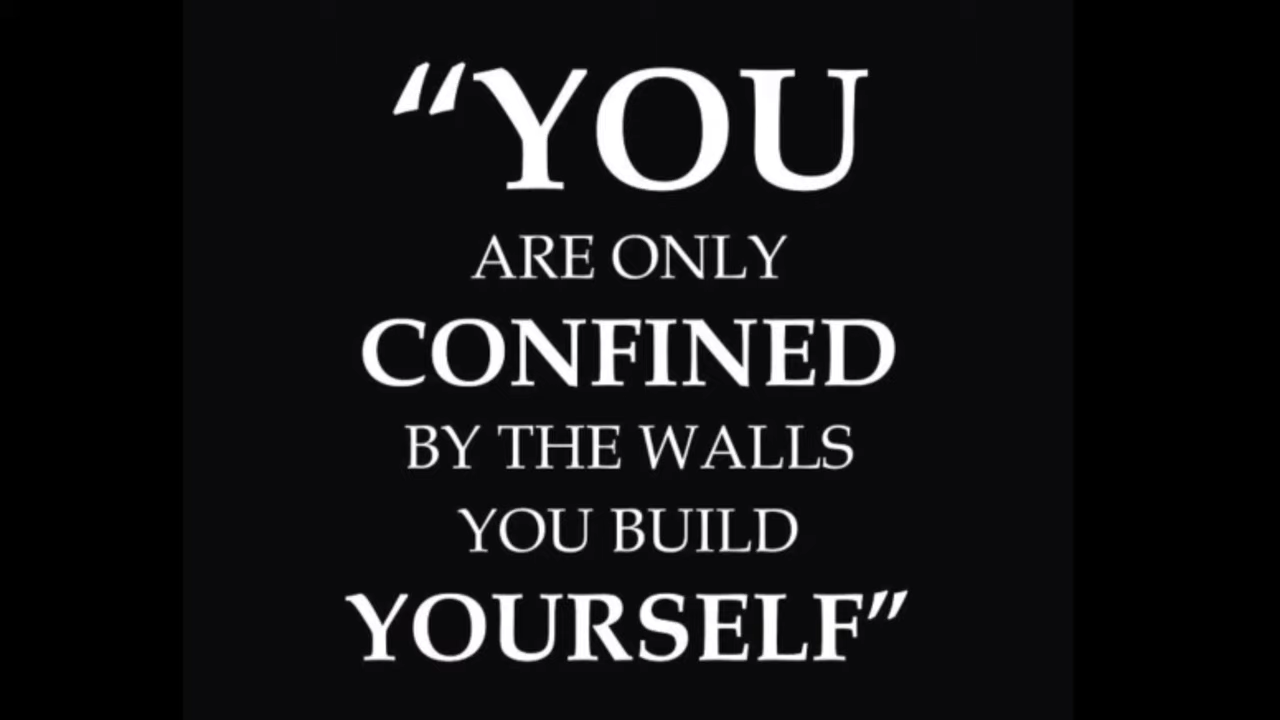 “YOU
ARE ONLY
CONFINED
BY THE WALLS
YOU BUILD
YOURSELF”